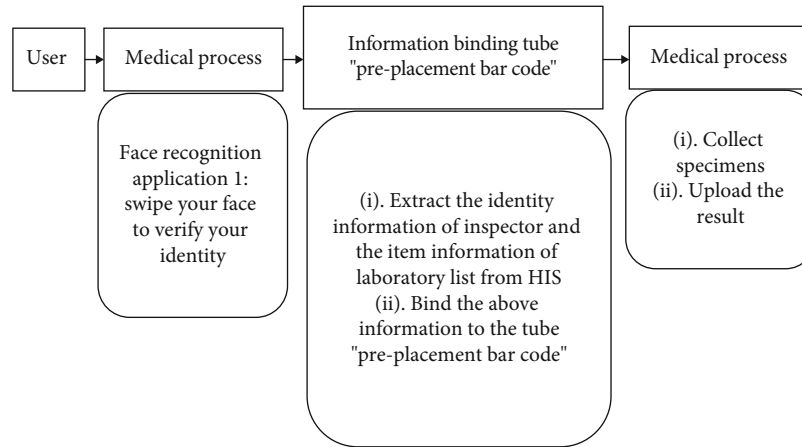 User
Medical process
Information binding tube
"pre-placement bar code"
Medical process
Face recognition
application 1:
swipe your face
to verify your
identity
(i). Extract the identity
information of inspector and
the item information of
laboratory list from HIS
(ii). Bind the above
information to the tube
"pre-placement bar code"
(i). Collect
specimens
(ii). Upload the
result